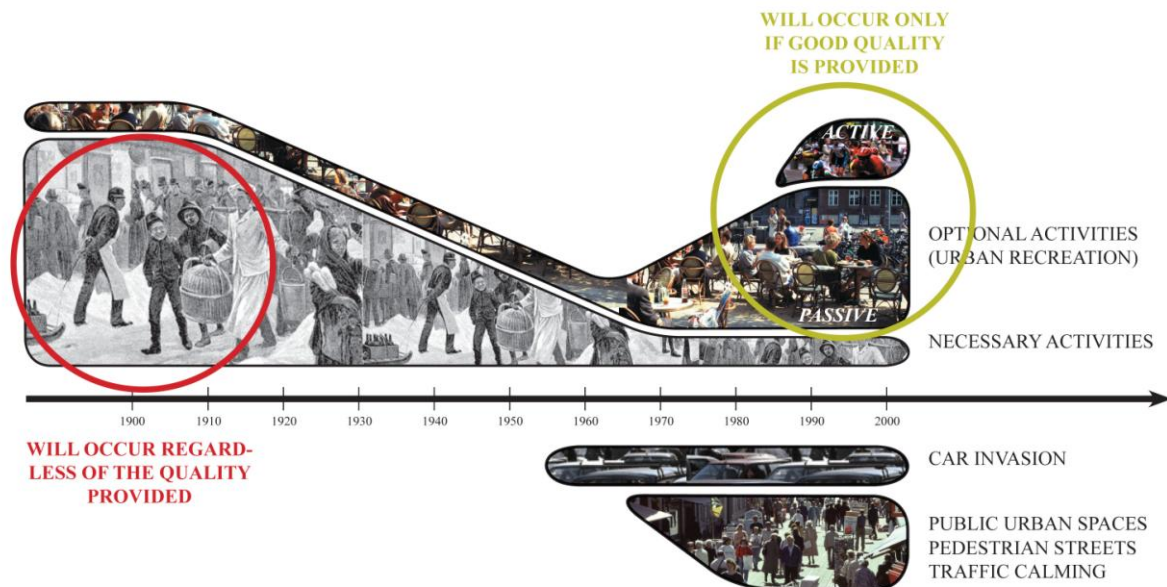 WILL OCCUR ONLY
IF GOOD QUALITY
IS PROVIDED
ACTIVE
OPTIONAL ACTIVITIES
(URBAN RECREATION)
PASSIVE
NECESSARY ACTIVITIES
1900 1910 1920 1930 1940 1950 1960 1970 1980 1990 2000
WILL OCCUR REGARD-
LESS OF THE QUALITY
PROVIDED
CAR INVASION
PUBLIC URBAN SPACES
PEDESTRIAN STREETS
TRAFFIC CALMING